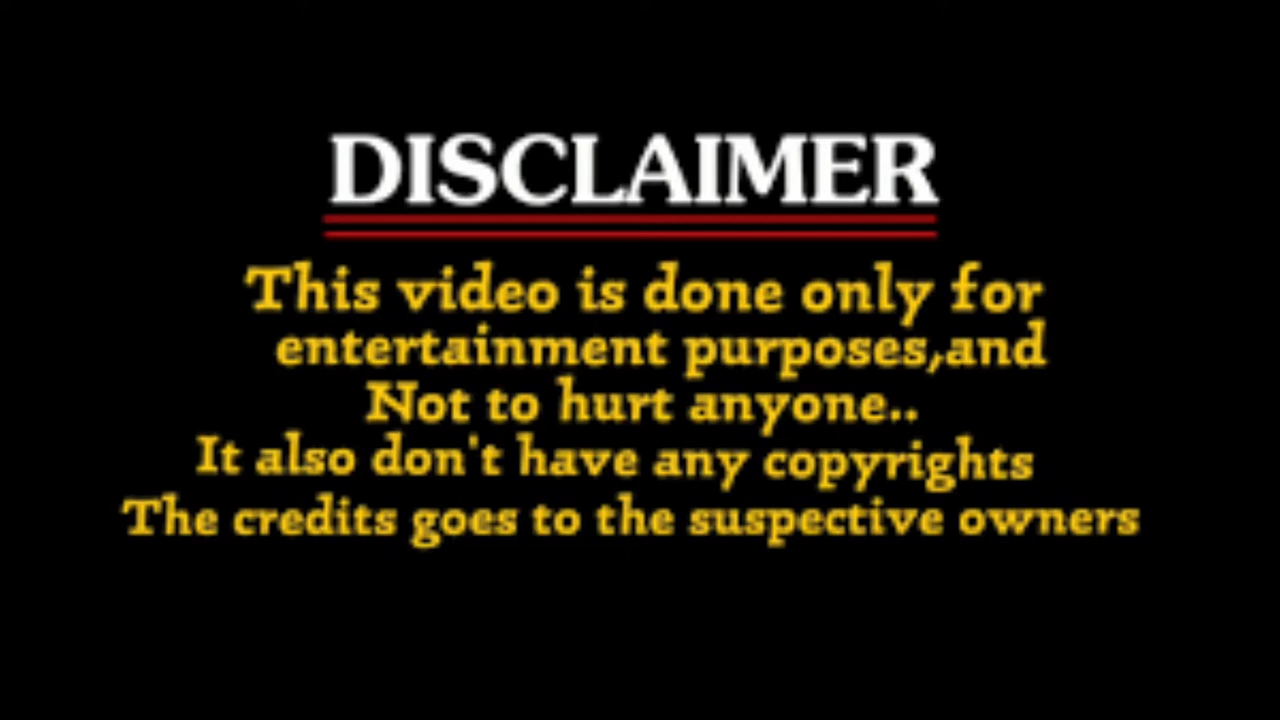 DISCLAIMER
This video is done only for
entertainment purposes,and
Not to hurt anyone..
It also don't have any copyrights
The credits goes to the suspective owners